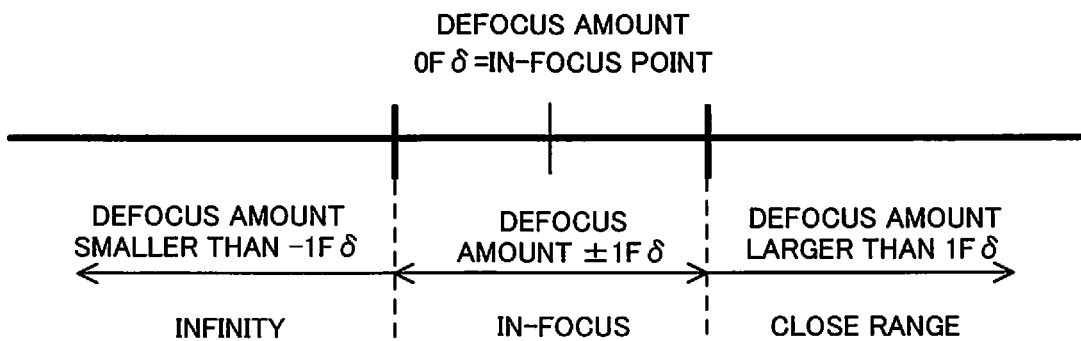 DEFOCUS AMOUNT
0F δ=IN-FOCUS POINT
DEFOCUS AMOUNT
SMALLER THAN -1F δ
DEFOCUS
AMOUNT ±1F δ
DEFOCUS AMOUNT
LARGER THAN 1F δ
INFINITY
IN-FOCUS
CLOSE RANGE